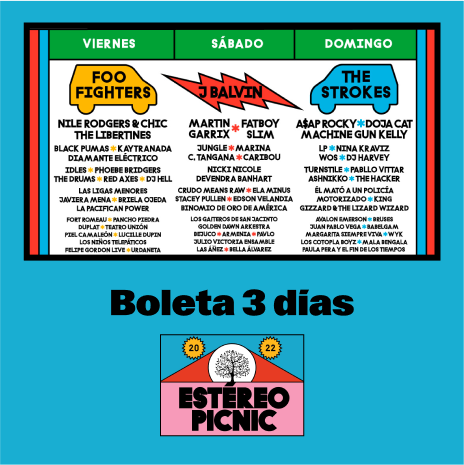 VIERNES
FOO
FIGHTERS
NILE RODGERS & CHIC
THE LIBERTINES
BLACK PUMAS * KAYTRANADA
DIAMANTE ELÉCTRICO
IDLES * PHOEBE BRIDGERS
THE DRUMS * RED AXES * DJ HELL
LAS LIGAS MENORES
JAVIERA MENA * BRIELA OJEDA
LA PACIFICAN POWER
FORT ROMEAU * PANCHO PIEDRA
DUPLAT * TEATRO UNIÓN
PIEL CAMALEÓN * LUCILLE DUPIN
LOS NIÑOS TELEPÁTICOS
FELIPE GORDON LIVE * URDANETA
SÁBADO
J BALVIN
MARTIN * FATBOY
GARRIX SLIM
JUNGLE * MARINA
C. TANGANA * CARIBOU
NICKI NICOLE
DEVENDRA BANHART
CRUDO MEANS RAW * ELA MINUS
STACEY PULLEN * EDSON VELANDIA
BINOMIO DE ORO DE AMÉRICA
LOS GAITEROS DE SAN JACINTO
GOLDEN DAWN ARKESTRA
BEJUCO * ARMENIA * PAVLO
JULIO VICTORIA ENSAMBLE
LAS ÁÑEZ * BELLA ÁLVAREZ
DOMINGO
THE
STROKES
A$AP ROCKY * DOJA CAT
MACHINE GUN KELLY
LP * NINA KRAVIZ
WOS * DJ HARVEY
TURNSTILE * PABLLO VITTAR
ASHNIKKO * THE HACKER
ÉL MATÓ A UN POLICÍA
MOTORIZADO * KING
GIZZARD & THE LIZARD WIZARD
AVALON EMERSON * BRUSES
JUAN PABLO VEGA * BABELGAM
MARGARITA SIEMPRE VIVA * WYK
LOS COTOPLA BOYZ * MALA BENGALA
PAULA PERA Y EL FIN DE LOS TIEMPOS
Boleta 3 días
20 22
ESTÉREO
PICNIC